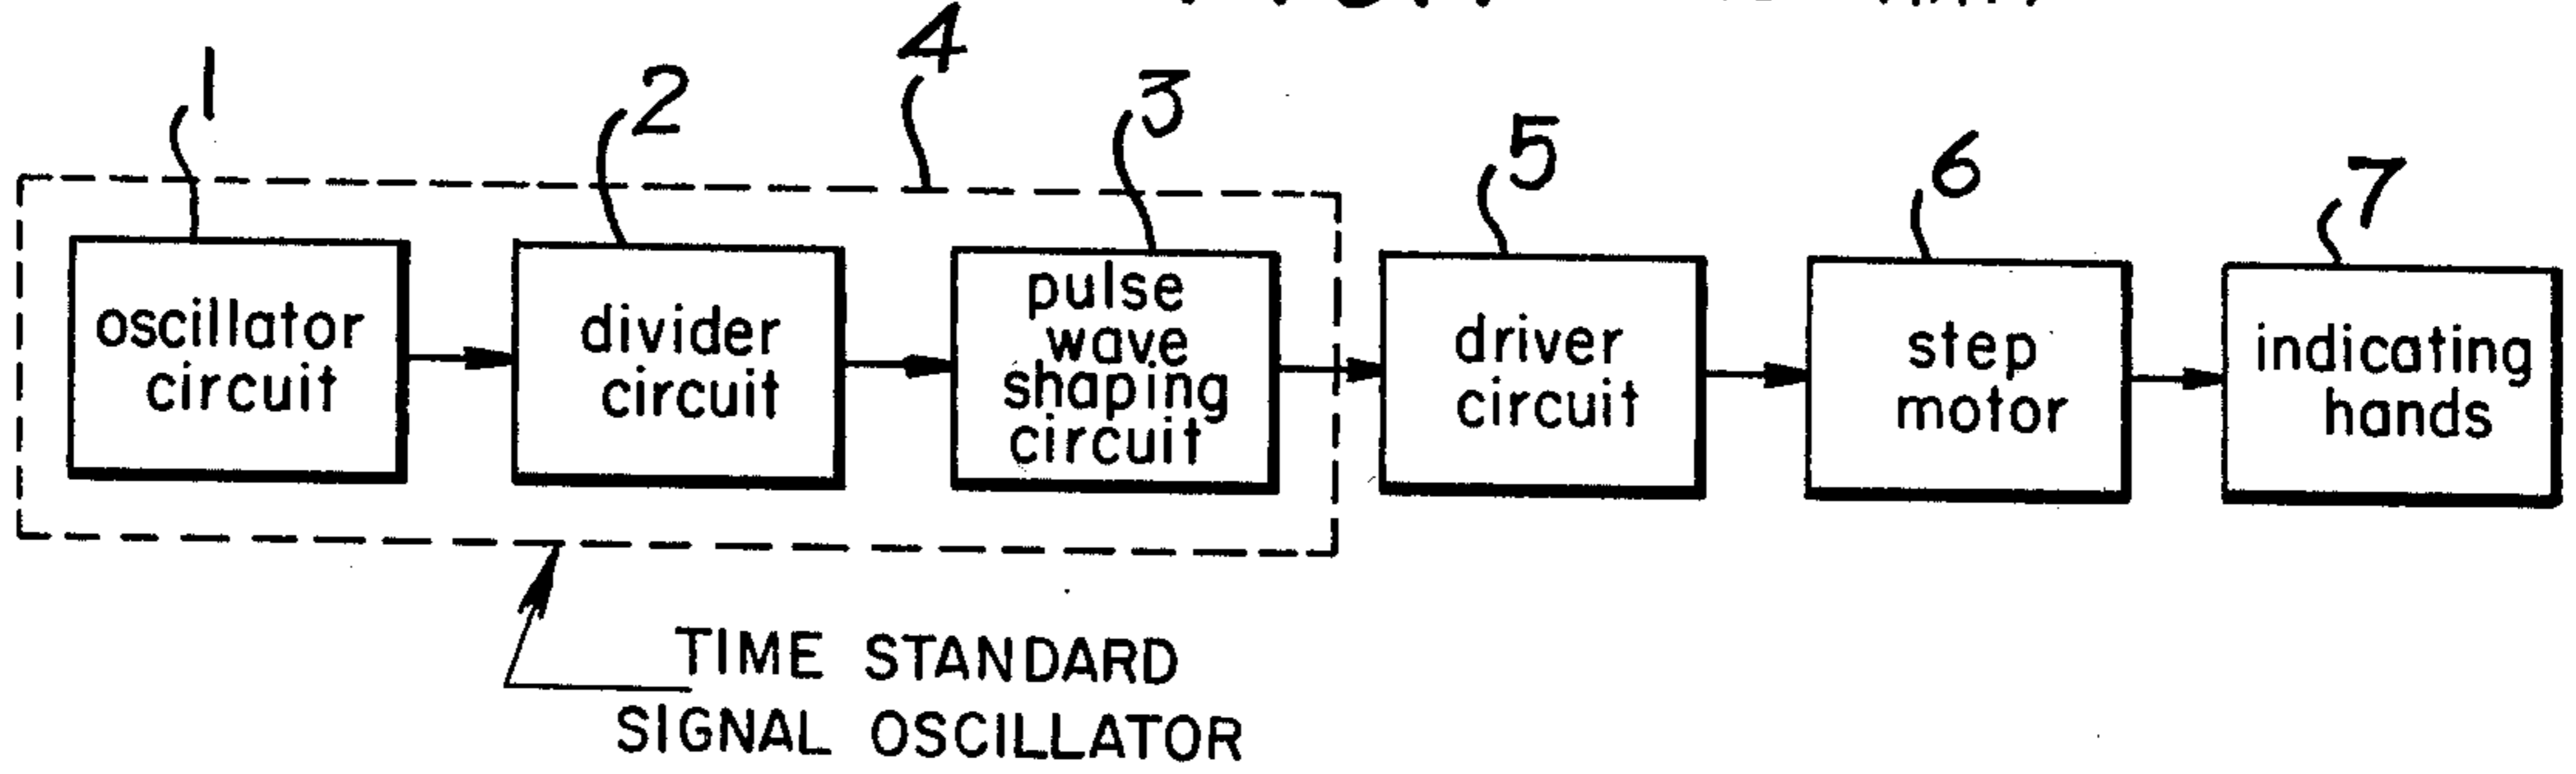 4
1
2
3
5
6
7
oscillator
circuit
divider
circuit
pulse
wave
shaping
circuit
driver
circuit
step
motor
indicating
hands
TIME STANDARD
SIGNAL OSCILLATOR